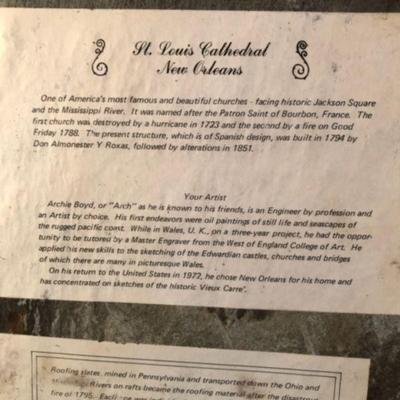 St. Louis Cathedral
New Orleans
One of America's most famous and beautiful churches - facing historic Jackson Square
and the Mississippi River. It was named after the Patron Saint of Bourbon, France. The
first church was destroyed by a hurricane in 1723 and the second by a fire on Good
Friday 1788. The present structure, which is of Spanish design, was built in 1794 by
Don Almonester Y Roxas, followed by alterations in 1851.
Your Artist
Archie Boyd, or "Arch" as he is known to his friends, is an Engineer by profession and
an Artist by choice. His first endeavors were oil paintings of still life and seascapes of
the rugged pacific coast. While in Wales, U. K., on a three-year project, he had the oppor-
tunity to be tutored by a Master Engraver from the West of England College of Art. He
applied his new skills to the sketching of the Edwardian castles, churches and bridges
of which there are many in picturesque Wales.
On his return to the United States in 1972, he chose New Orleans for his home and
has concentrated on sketches of the historic Vieux Carre'.
Roofing slates, mined in Pennsylvania and transported down the Ohio and
Rivers on rafts became the roofing material after the disastrous
fire of 1795.